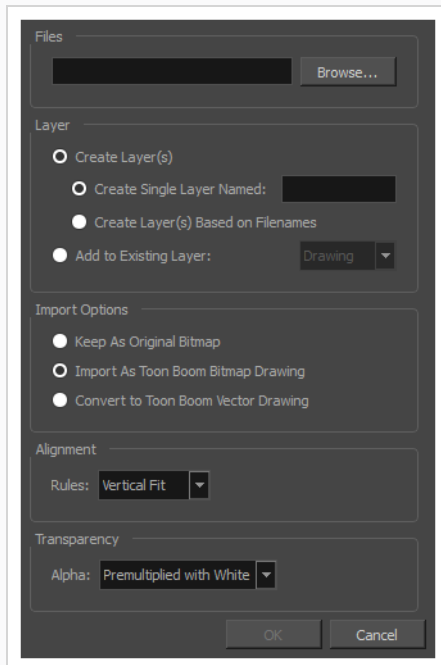 Files
Browse...
Layer
Create Layer(s)
Create Single Layer Named:
Create Layer(s) Based on Filenames
Add to Existing Layer: Drawing
Import Options
Keep As Original Bitmap
Import As Toon Boom Bitmap Drawing
Convert to Toon Boom Vector Drawing
Alignment
Rules: Vertical Fit
Transparency
Alpha: Premultiplied with White
OK Cancel